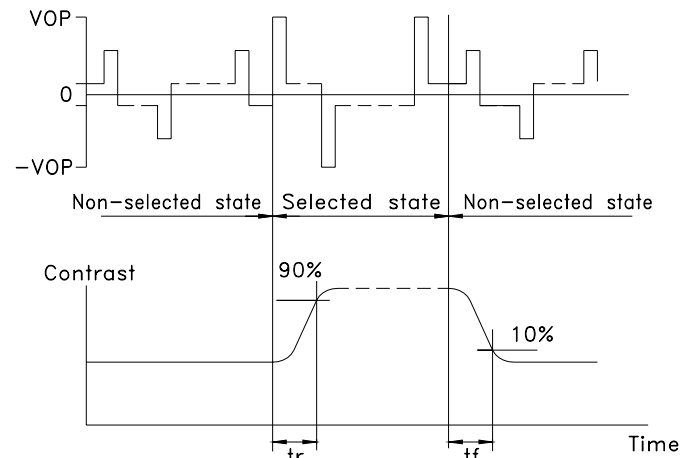 VOP
0
-VOP
Non-selected state
Selected state
Non-selected state
Contrast
90%
10%
Time
tr
tf